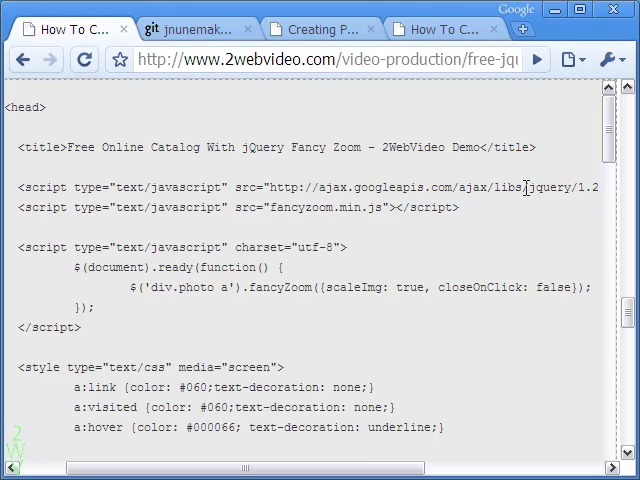 Google
How To C...
git jnunemak...
Creating P...
How To C...
http://www.2webvideo.com/video-production/free-jqu
<head>
<title>Free Online Catalog With jQuery Fancy Zoom - 2WebVideo Demo</title>
<script type="text/javascript" src="http://ajax.googleapis.com/ajax/libs/jquery/1.2
<script type="text/javascript" src="fancyzoom.min.js"></script>
<script type="text/javascript" charset="utf-8">
$(document).ready(function() {
$('div.photo a').fancyZoom({scaleImg: true, closeOnClick: false});
});
</script>
<style type="text/css" media="screen">
a:link {color: #060;text-decoration: none;}
a:visited {color: #060;text-decoration: none;}
a:hover {color: #000066; text-decoration: underline;}
2
W